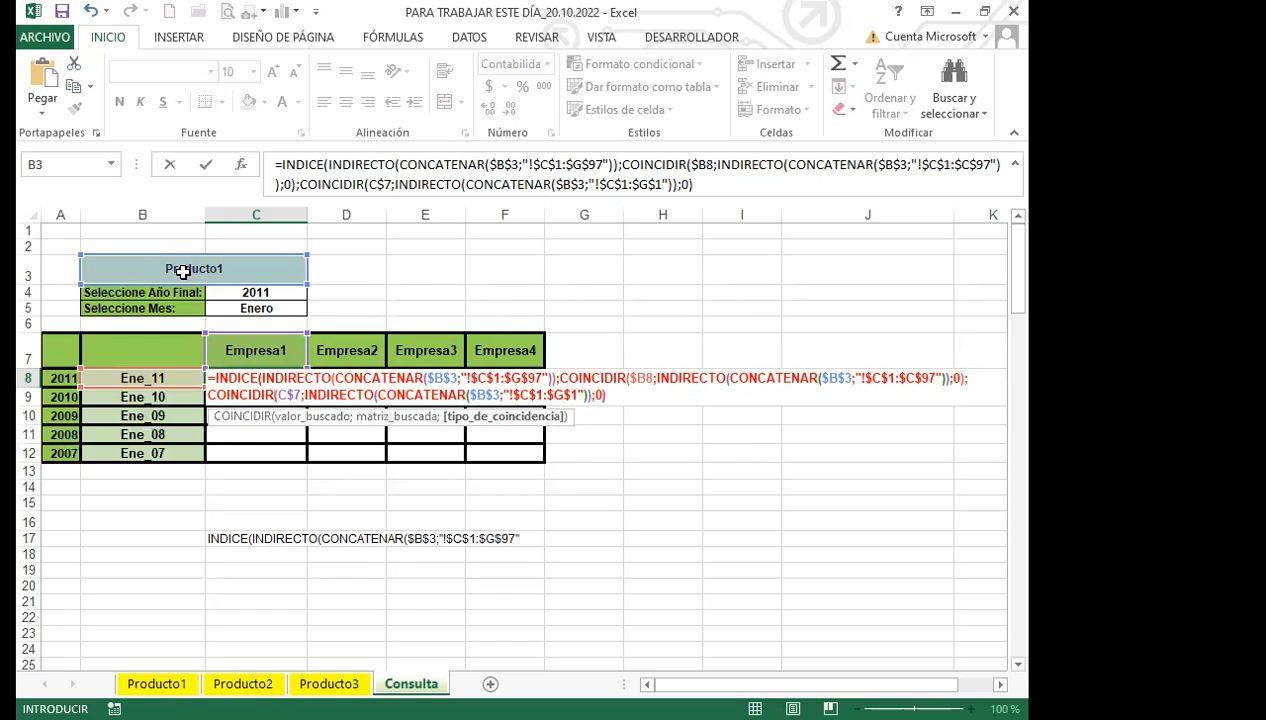 PARA TRABAJAR ESTE DÍA_20.10.2022 - Excel
ARCHIVO INICIO INSERTAR DISEÑO DE PÁGINA FÓRMULAS DATOS REVISAR VISTA DESARROLLADOR Cuenta Microsoft
10 Contabilida Formato condicional Insertar
Pegar N K S Dar formato como tabla Eliminar Ordenar y filtrar Buscar y seleccionar
Estilos de celda Formato
Portapapeles Fuente Alineación Número Estilos Celdas Modificar
B3 =INDICE(INDIRECTO(CONCATENAR($B$3;"!$C$1:$G$97"));COINCIDIR($B8;INDIRECTO(CONCATENAR($B$3;"!$C$1:$C$97")
);0);COINCIDIR(C$7;INDIRECTO(CONCATENAR($B$3;"!$C$1:$G$1"));0)
A B C D E F G H I J K
1
2
3 Producto1
4 Seleccione Año Final: 2011
5 Seleccione Mes: Enero
6
7 Empresa1 Empresa2 Empresa3 Empresa4
8 2011 Ene_11 =INDICE(INDIRECTO(CONCATENAR($B$3;"!$C$1:$G$97"));COINCIDIR($B8;INDIRECTO(CONCATENAR($B$3;"!$C$1:$C$97"));0);
9 2010 Ene_10 COINCIDIR(C$7;INDIRECTO(CONCATENAR($B$3;"!$C$1:$G$1"));0)
10 2009 Ene_09 COINCIDIR(valor_buscado; matriz_buscada; [tipo_de_coincidencia])
11 2008 Ene_08
12 2007 Ene_07
13
14
15
16
17 INDICE(INDIRECTO(CONCATENAR($B$3;"!$C$1:$G$97"
18
19
20
21
22
23
24
25
Producto1 Producto2 Producto3 Consulta
INTRODUCIR 100 %